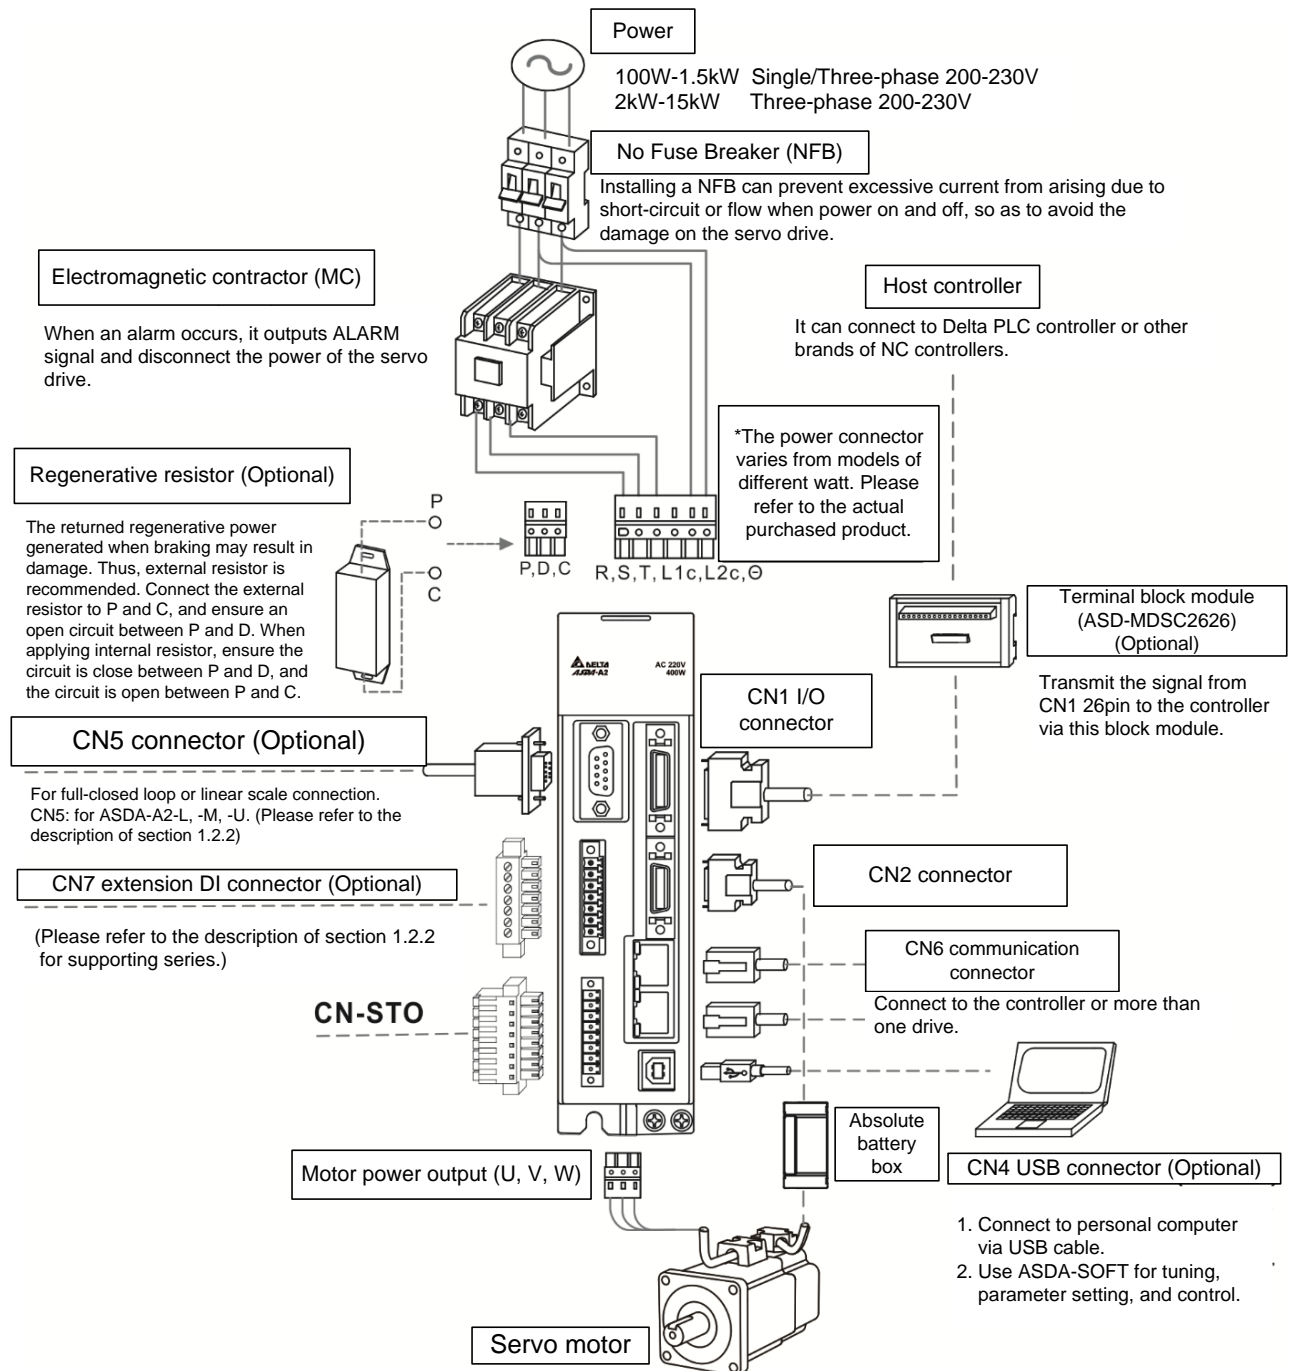 Power
100W-1.5kW Single/Three-phase 200-230V
2kW-15kW Three-phase 200-230V
No Fuse Breaker (NFB)
Installing a NFB can prevent excessive current from arising due to
short-circuit or flow when power on and off, so as to avoid the
damage on the servo drive.
Electromagnetic contractor (MC)
When an alarm occurs, it outputs ALARM
signal and disconnect the power of the servo
drive.
Host controller
It can connect to Delta PLC controller or other
brands of NC controllers.
*The power connector
varies from models of
different watt. Please
refer to the actual
purchased product.
Regenerative resistor (Optional)
The returned regenerative power
generated when braking may result in
damage. Thus, external resistor is
recommended. Connect the external
resistor to P and C, and ensure an
open circuit between P and D. When
applying internal resistor, ensure the
circuit is close between P and D, and
the circuit is open between P and C.
P
C
P,D,C
R,S,T,L1c,L2c,⊖
Terminal block module
(ASD-MDSC2626)
(Optional)
Transmit the signal from
CN1 26pin to the controller
via this block module.
DELTA
ASDA-A2
AC 220V
400W
CN1 I/O
connector
CN5 connector (Optional)
For full-closed loop or linear scale connection.
CN5: for ASDA-A2-L, -M, -U. (Please refer to the
description of section 1.2.2)
CN7 extension DI connector (Optional)
(Please refer to the description of section 1.2.2
for supporting series.)
CN2 connector
CN6 communication
connector
Connect to the controller or more than
one drive.
CN-STO
Absolute
battery
box
CN4 USB connector (Optional)
1. Connect to personal computer
via USB cable.
2. Use ASDA-SOFT for tuning,
parameter setting, and control.
Motor power output (U, V, W)
Servo motor